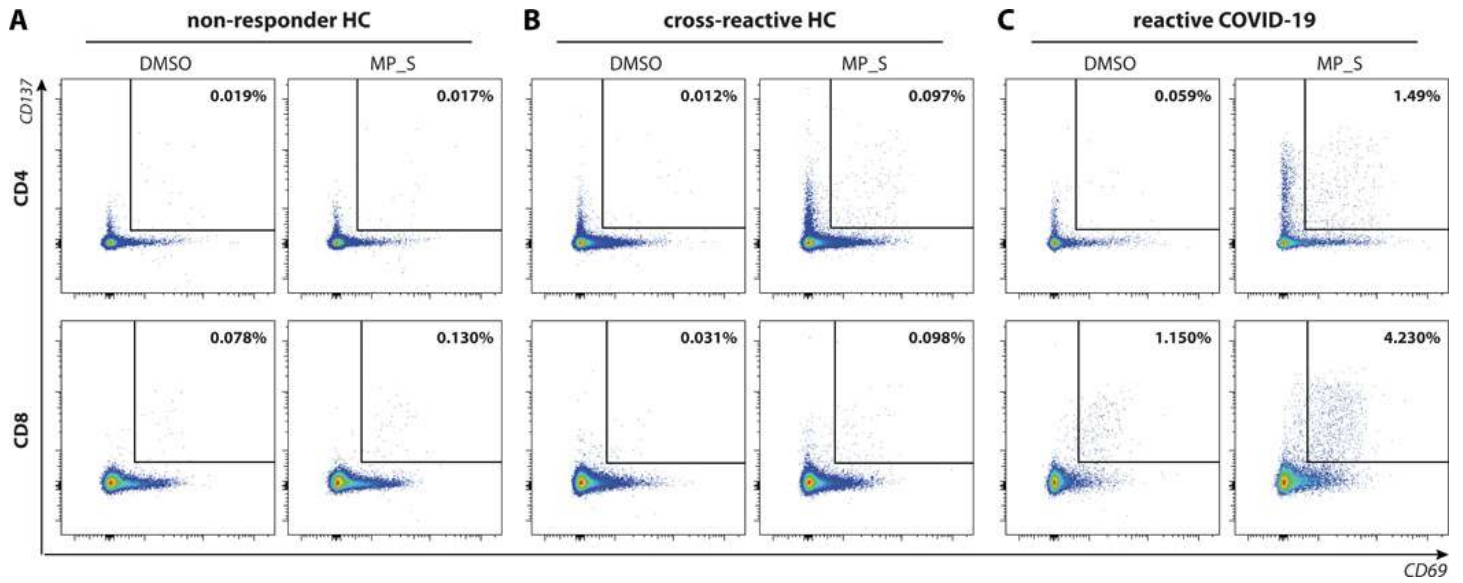 A non-responder HC B cross-reactive HC C reactive COVID-19
DMSO MP_S DMSO MP_S DMSO MP_S
CD137
CD4
0.019% 0.017% 0.012% 0.097% 0.059% 1.49%
CD8
0.078% 0.130% 0.031% 0.098% 1.150% 4.230%
CD69